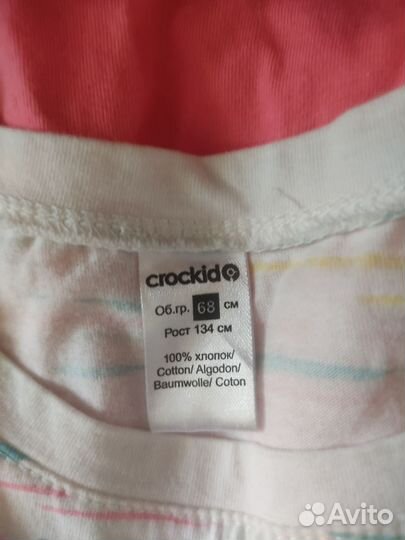 crockid
Об.гр. 68 см
Рост 134 см
100% хлопок/
Cotton/ Algodon/
Baumwolle/ Coton
Avito